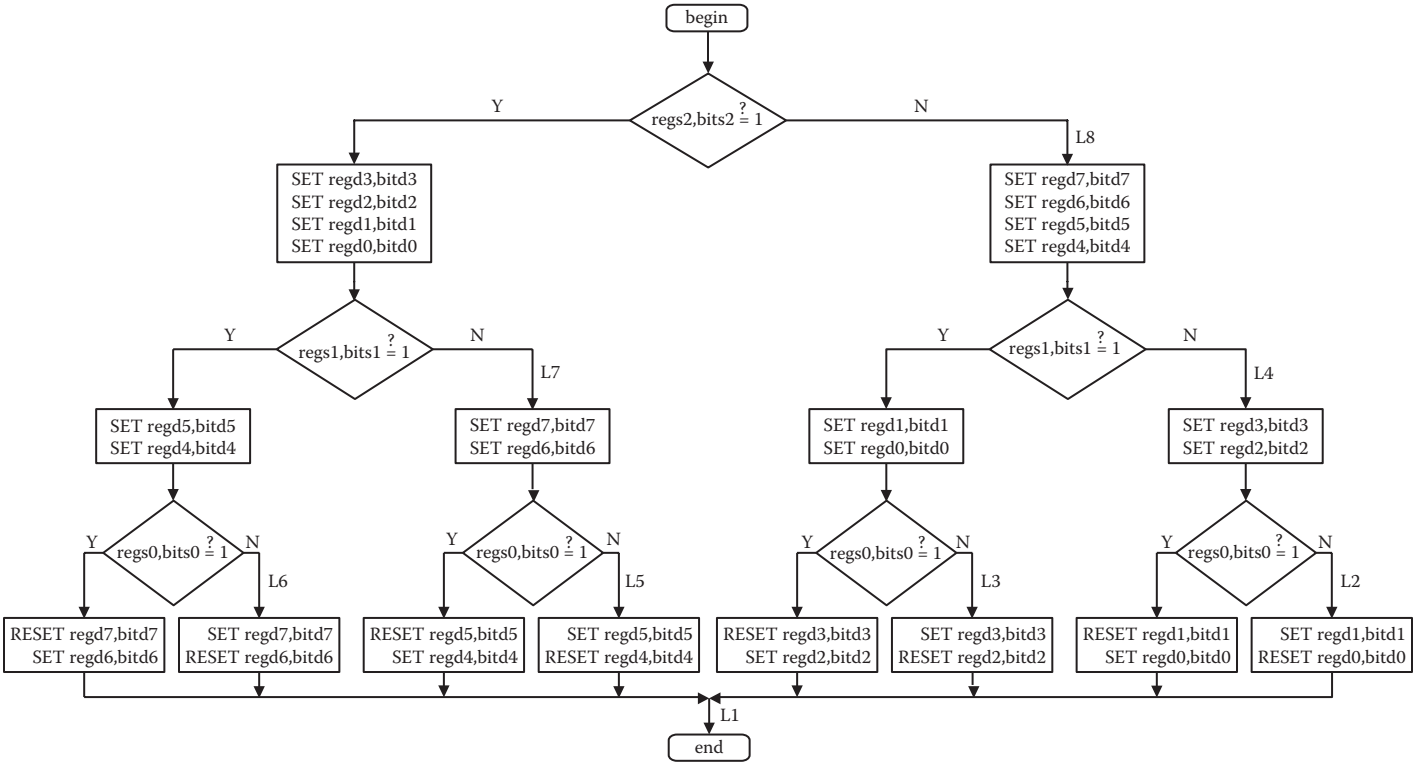 begin
Y
regs2,bits2 ≟ 1
N
L8
SET regd3,bitd3
SET regd2,bitd2
SET regd1,bitd1
SET regd0,bitd0
SET regd7,bitd7
SET regd6,bitd6
SET regd5,bitd5
SET regd4,bitd4
Y
regs1,bits1 ≟ 1
N
L7
Y
regs1,bits1 ≟ 1
N
L4
SET regd5,bitd5
SET regd4,bitd4
SET regd7,bitd7
SET regd6,bitd6
SET regd1,bitd1
SET regd0,bitd0
SET regd3,bitd3
SET regd2,bitd2
Y
regs0,bits0 ≟ 1
N
L6
Y
regs0,bits0 ≟ 1
N
L5
Y
regs0,bits0 ≟ 1
N
L3
Y
regs0,bits0 ≟ 1
N
L2
RESET regd7,bitd7
SET regd6,bitd6
SET regd7,bitd7
RESET regd6,bitd6
RESET regd5,bitd5
SET regd4,bitd4
SET regd5,bitd5
RESET regd4,bitd4
RESET regd3,bitd3
SET regd2,bitd2
SET regd3,bitd3
RESET regd2,bitd2
RESET regd1,bitd1
SET regd0,bitd0
SET regd1,bitd1
RESET regd0,bitd0
L1
end